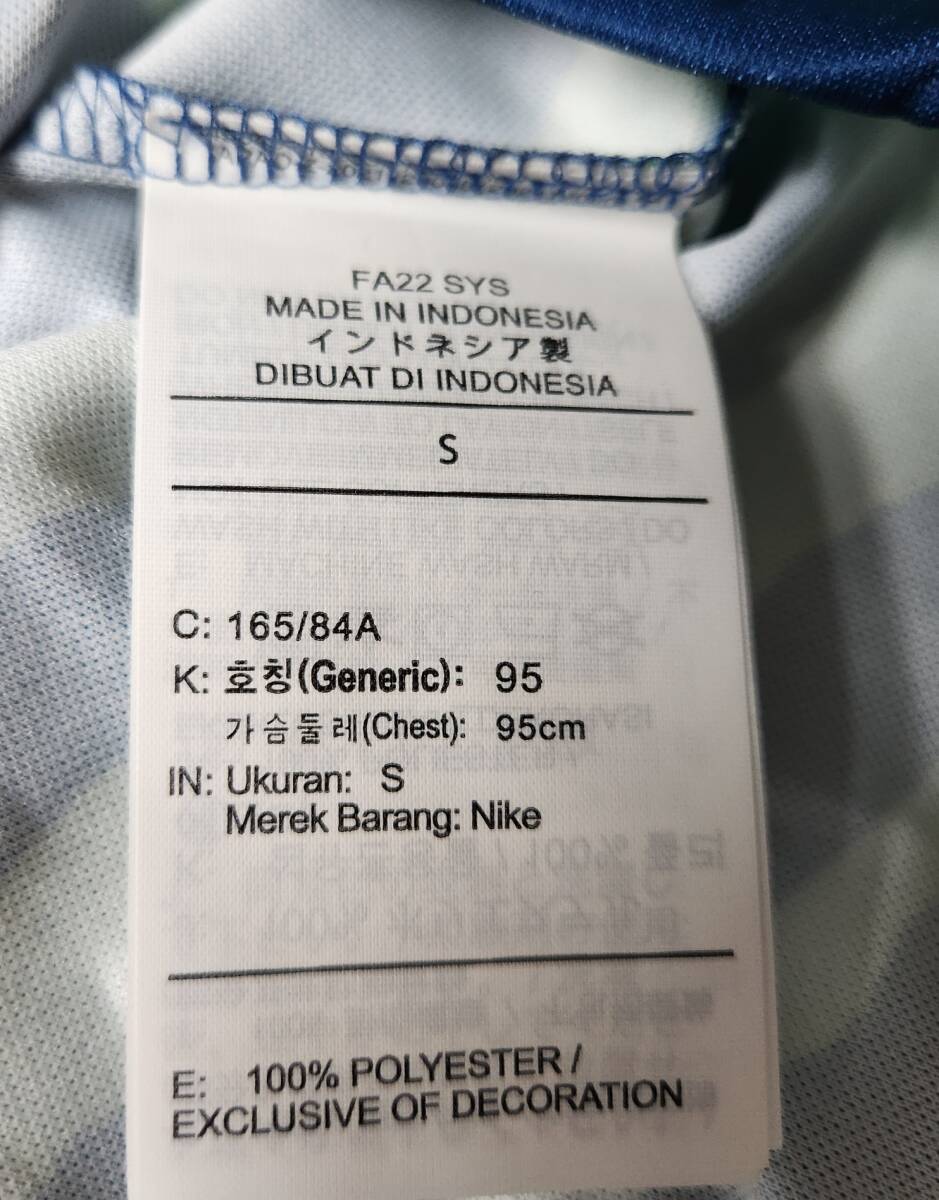 FA22 SYS
MADE IN INDONESIA
インドネシア製
DIBUAT DI INDONESIA
S
C: 165/84A
K: 호칭(Generic): 95
가슴둘레(Chest): 95cm
IN: Ukuran: S
Merek Barang: Nike
E: 100% POLYESTER /
EXCLUSIVE OF DECORATION